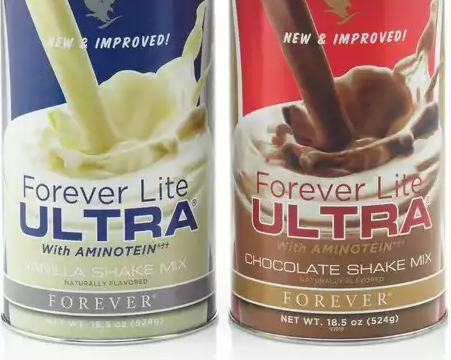 NEW & IMPROVED!
Forever Lite
ULTRA®
With AMINOTEIN®††
VANILLA SHAKE MIX
NATURALLY FLAVORED
FOREVER®
NET WT. 18.5 oz (524g)
NEW & IMPROVED!
Forever Lite
ULTRA®
With AMINOTEIN®††
CHOCOLATE SHAKE MIX
NATURALLY FLAVORED
FOREVER®
NET WT. 18.5 oz (524g)